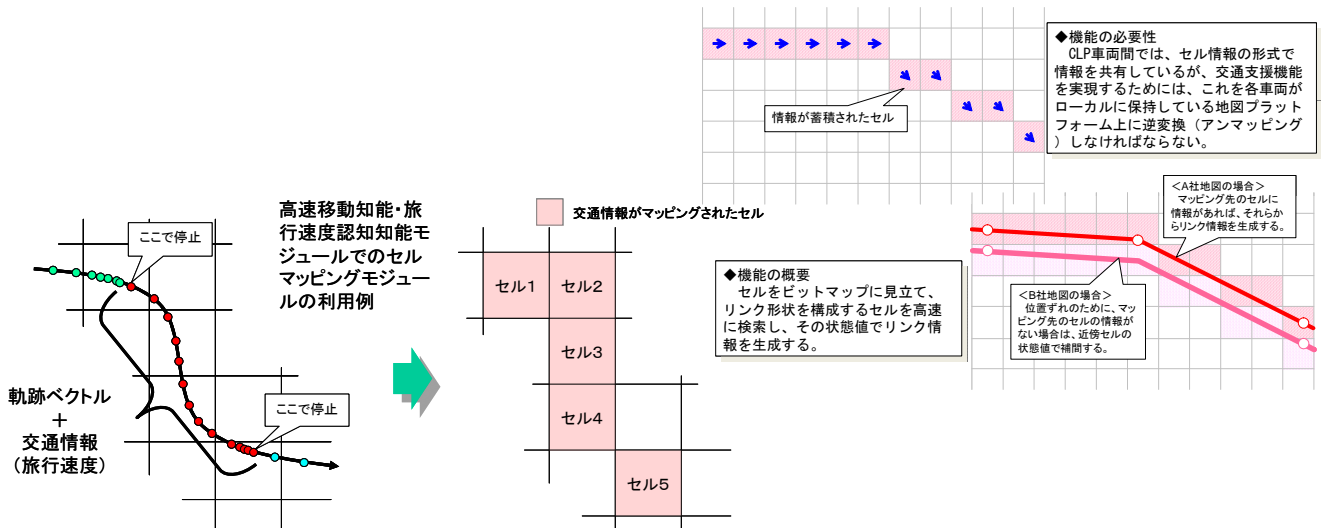 ここで停止
ここで停止
軌跡ベクトル
+
交通情報
（旅行速度）
高速移動知能・旅
行速度認知知能モ
ジュールでのセル
マッピングモジュー
ルの利用例
交通情報がマッピングされたセル
セル１
セル２
セル３
セル４
セル５
情報が蓄積されたセル
◆機能の必要性
　CLP車両間では、セル情報の形式で
情報を共有しているが、交通支援機能
を実現するためには、これを各車両が
ローカルに保持している地図プラット
フォーム上に逆変換（アンマッピング
）しなければならない。
◆機能の概要
　セルをビットマップに見立て、
リンク形状を構成するセルを高速
に検索し、その状態値でリンク情
報を生成する。
＜A社地図の場合＞
　マッピング先のセルに
情報があれば、それらか
らリンク情報を生成する。
＜B社地図の場合＞
　位置ずれのために、マッ
ピング先のセルの情報が
ない場合は、近傍セルの
状態値で補間する。